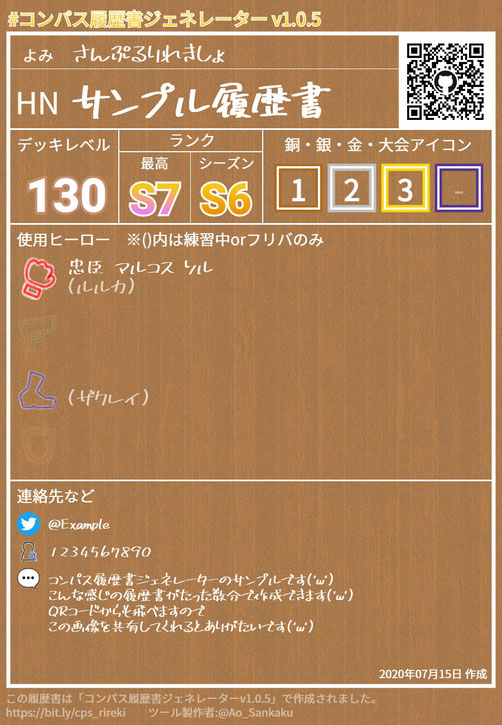 #コンパス履歴書ジェネレーター v1.0.5
よみ さんぷるりれきしょ
HN サンプル履歴書
デッキレベル
130
ランク
最高 シーズン
S7 S6
銅・銀・金・大会アイコン
1 2 3 -
使用ヒーロー ※()内は練習中orフリバのみ
忠臣 マルコス リル
(ルルカ)
(ザクレイ)
連絡先など
@Example
1234567890
コンパス履歴書ジェネレーターのサンプルです('ω')
こんな感じの履歴書がたった数分で作成できます('ω')
QRコードからも飛べますので
この画像を共有してくれるとありがたいです('ω')
2020年07月15日 作成
この履歴書は「コンパス履歴書ジェネレーターv1.0.5」で作成されました。
https://bit.ly/cps_rireki ツール製作者:@Ao_Sankaku